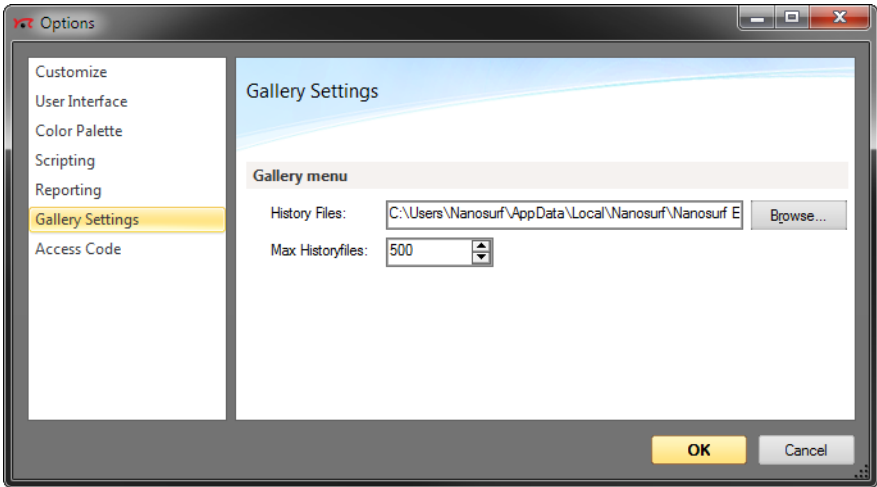 Options
Customize
User Interface
Color Palette
Scripting
Reporting
Gallery Settings
Access Code
Gallery Settings
Gallery menu
History Files: C:\Users\Nanosurf\AppData\Local\Nanosurf\Nanosurf E Browse...
Max Historyfiles: 500
OK Cancel